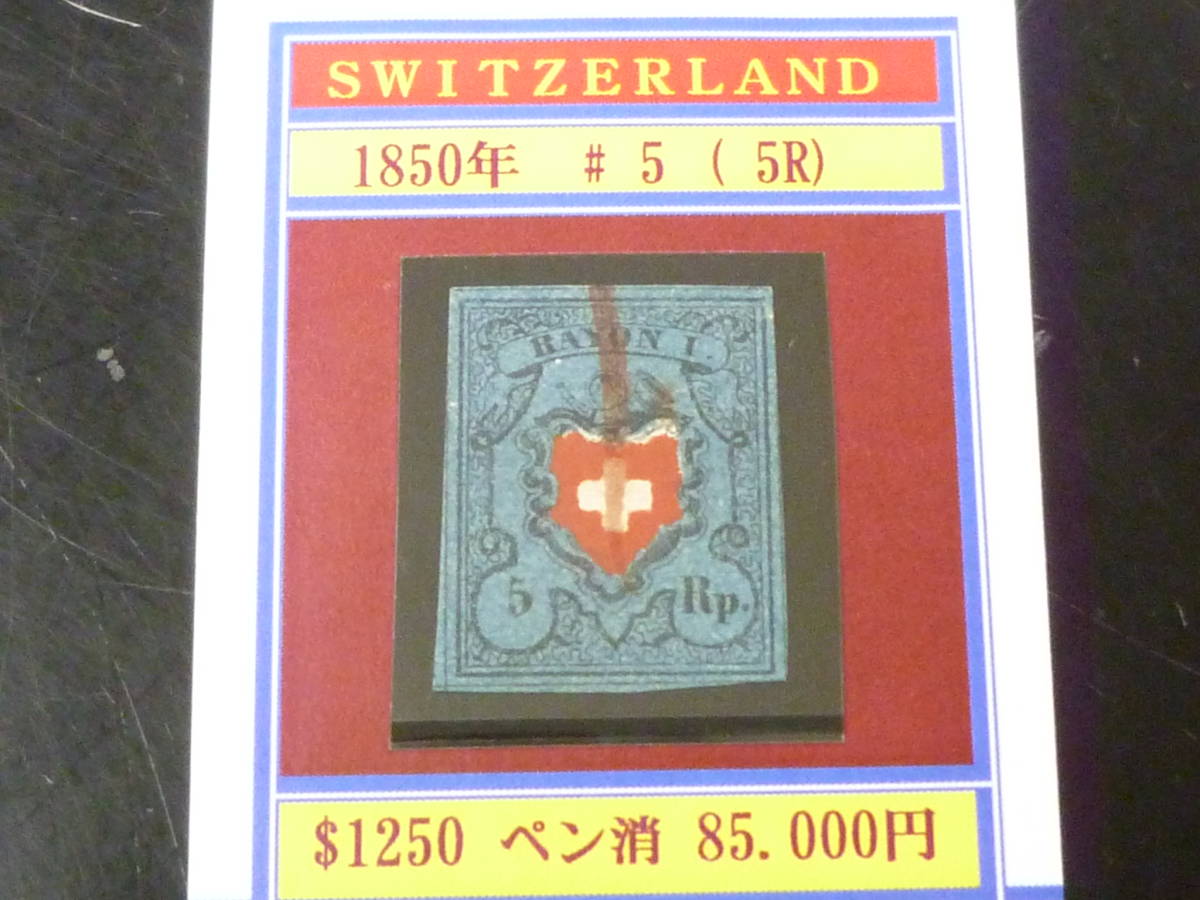 SWITZERLAND
1850年 # 5 ( 5R)
RAYON I.
5 Rp.
$1250 ペン消 85.000円